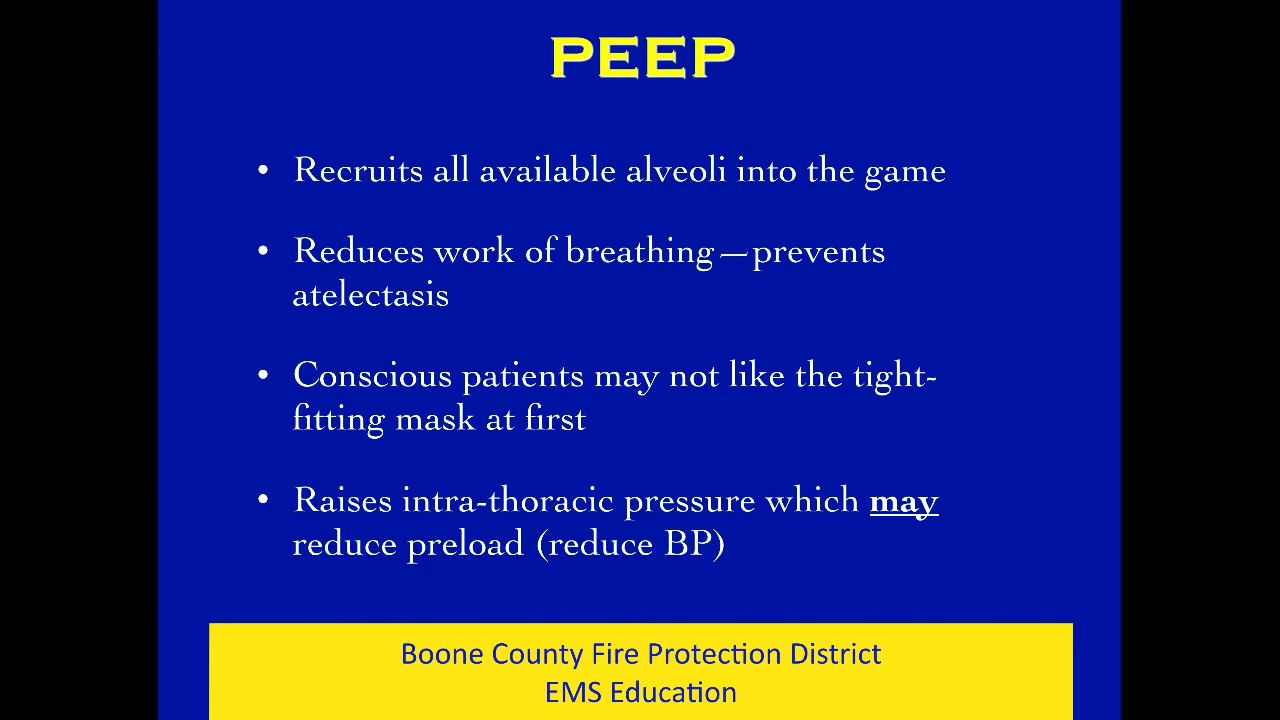 PEEP
• Recruits all available alveoli into the game
• Reduces work of breathing—prevents
atelectasis
• Conscious patients may not like the tight-
fitting mask at first
• Raises intra-thoracic pressure which may
reduce preload (reduce BP)
Boone County Fire Protection District
EMS Education